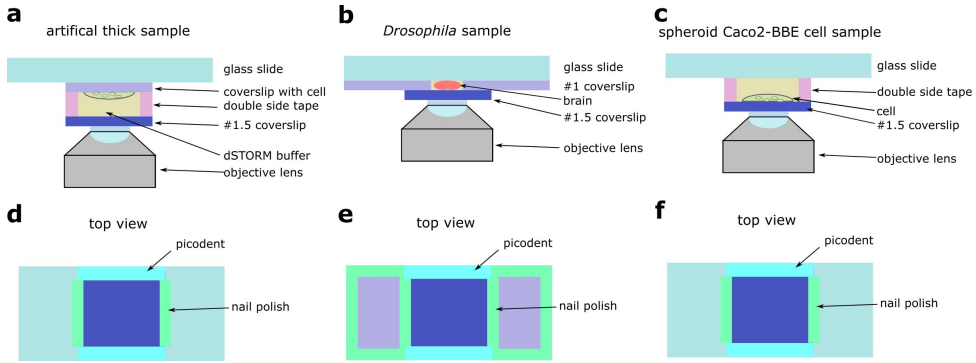 a
artifical thick sample
glass slide
coverslip with cell
double side tape
#1.5 coverslip
dSTORM buffer
objective lens
b
Drosophila sample
glass slide
#1 coverslip
brain
#1.5 coverslip
objective lens
c
spheroid Caco2-BBE cell sample
glass slide
double side tape
cell
#1.5 coverslip
objective lens
d
top view
picodent
nail polish
e
top view
picodent
nail polish
f
top view
picodent
nail polish